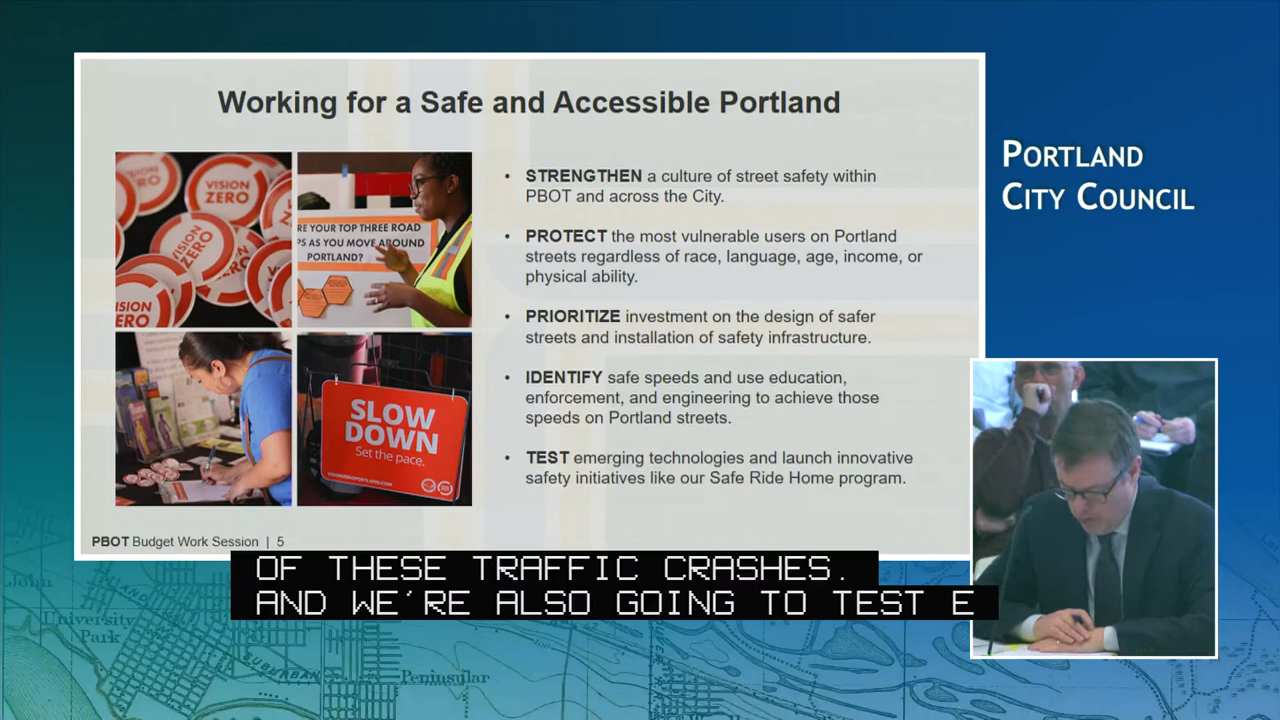 Working for a Safe and Accessible Portland
VISION
ZERO
VISION
ZERO
ISION
ERO
RE YOUR TOP THREE ROAD
PS AS YOU MOVE AROUND
PORTLAND?
SLOW
DOWN
Set the pace.
VISIONZEROPORTLAND.COM
• STRENGTHEN a culture of street safety within
PBOT and across the City.
• PROTECT the most vulnerable users on Portland
streets regardless of race, language, age, income, or
physical ability.
• PRIORITIZE investment on the design of safer
streets and installation of safety infrastructure.
• IDENTIFY safe speeds and use education,
enforcement, and engineering to achieve those
speeds on Portland streets.
• TEST emerging technologies and launch innovative
safety initiatives like our Safe Ride Home program.
PBOT Budget Work Session | 5
PORTLAND
CITY COUNCIL
OF THESE TRAFFIC CRASHES.
AND WE'RE ALSO GOING TO TEST E
John
University
Park
SUBURBAN
Peninsular